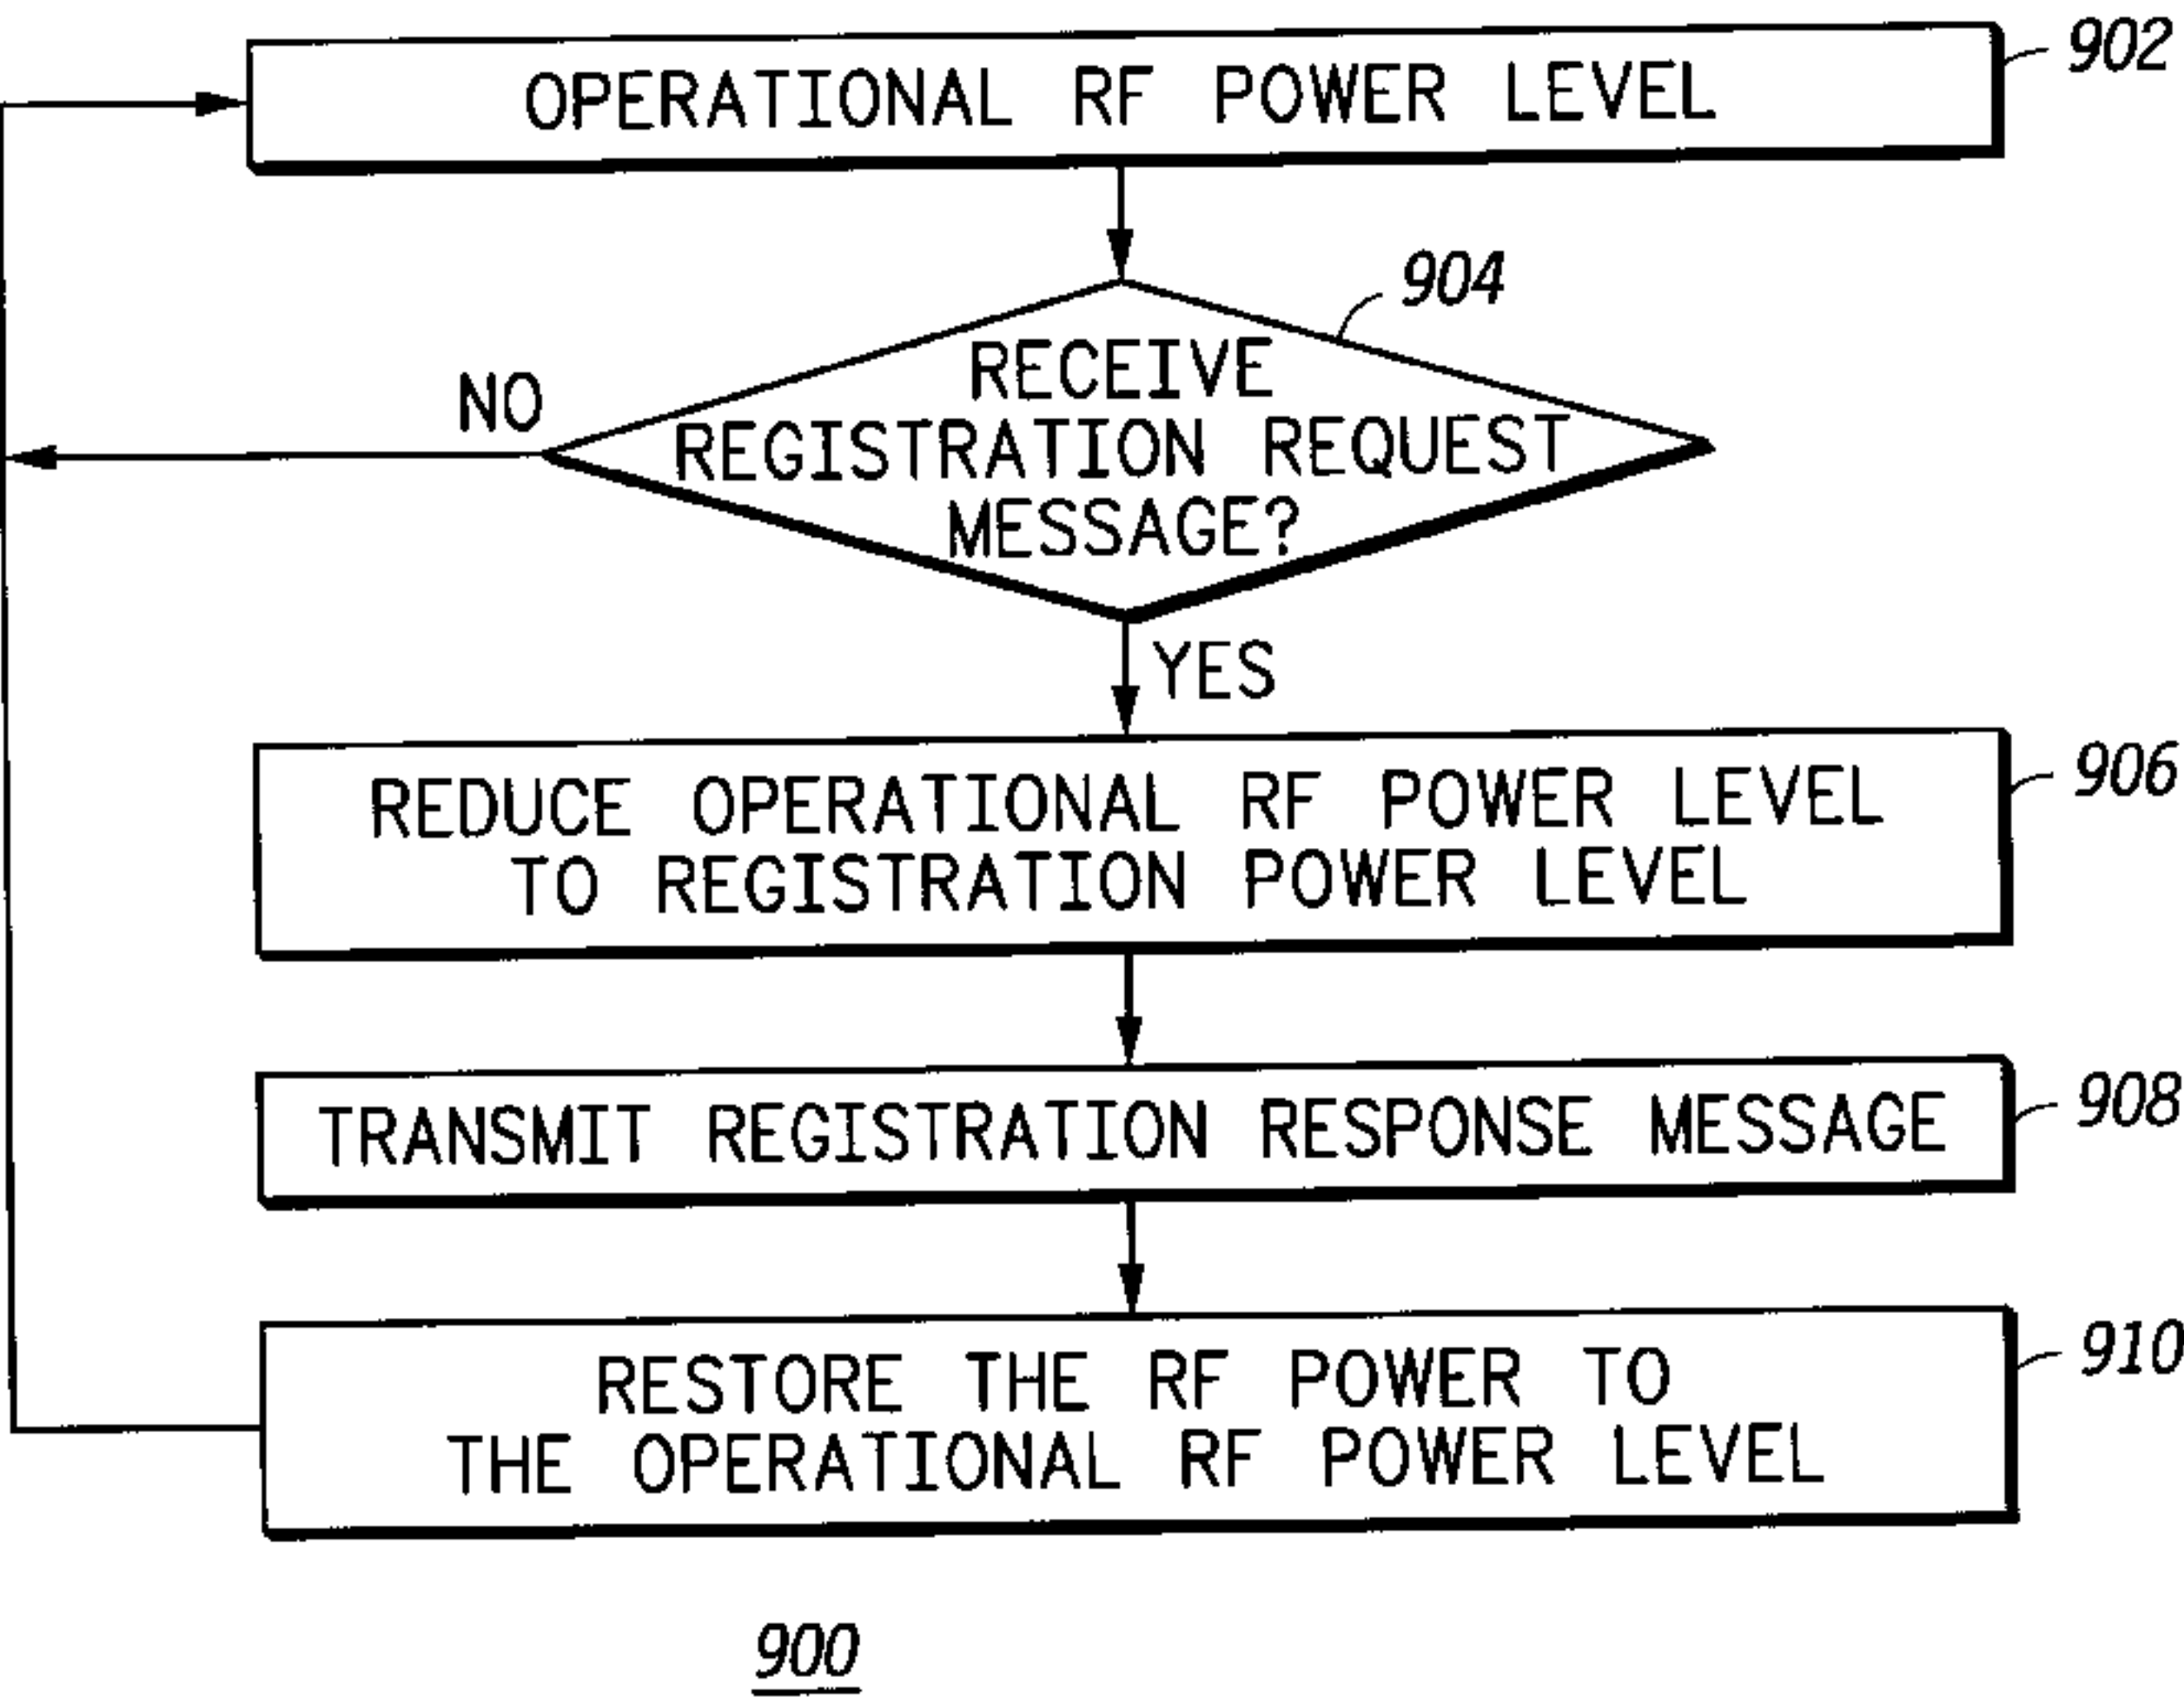 OPERATIONAL RF POWER LEVEL
902
904
RECEIVE
REGISTRATION REQUEST
MESSAGE?
NO
YES
REDUCE OPERATIONAL RF POWER LEVEL
TO REGISTRATION POWER LEVEL
906
TRANSMIT REGISTRATION RESPONSE MESSAGE
908
RESTORE THE RF POWER TO
THE OPERATIONAL RF POWER LEVEL
910
900